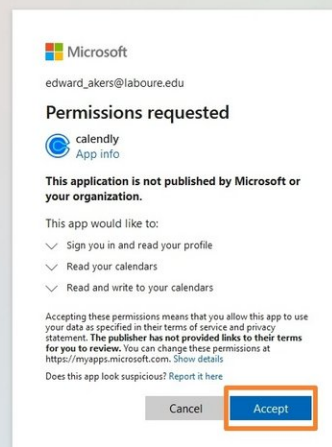 Microsoft
edward_akers@laboure.edu
Permissions requested
calendly
App info
This application is not published by Microsoft or
your organization.
This app would like to:
Sign you in and read your profile
Read your calendars
Read and write to your calendars
Accepting these permissions means that you allow this app to use
your data as specified in their terms of service and privacy
statement. The publisher has not provided links to their terms
for you to review. You can change these permissions at
https://myapps.microsoft.com. Show details
Does this app look suspicious? Report it here
Cancel Accept